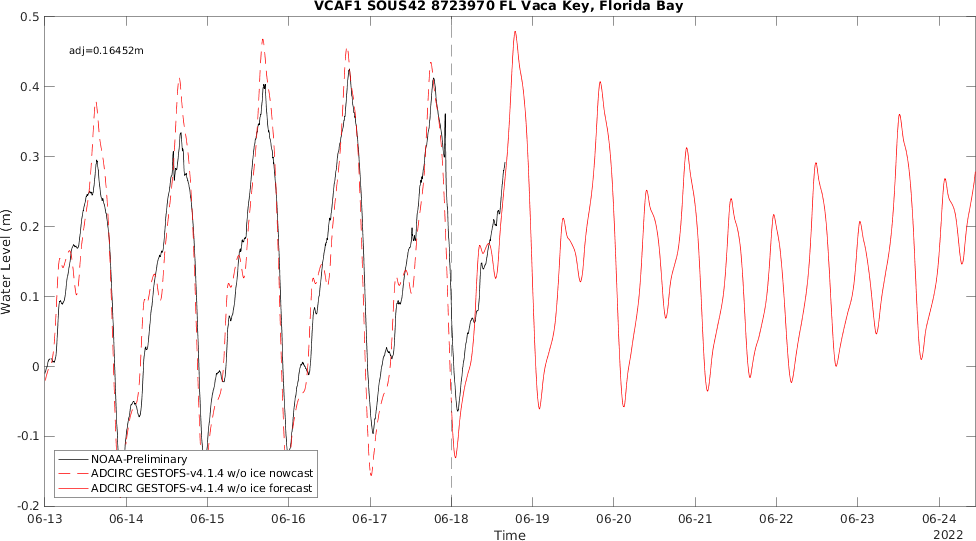 VCAF1 SOUS42 8723970 FL Vaca Key, Florida Bay
adj=0.16452m
0.5
0.4
0.3
0.2
0.1
0
-0.1
-0.2
Water Level (m)
NOAA-Preliminary
ADCIRC GESTOFS-v4.1.4 w/o ice nowcast
ADCIRC GESTOFS-v4.1.4 w/o ice forecast
06-13 06-14 06-15 06-16 06-17 06-18 06-19 06-20 06-21 06-22 06-23 06-24
2022
Time